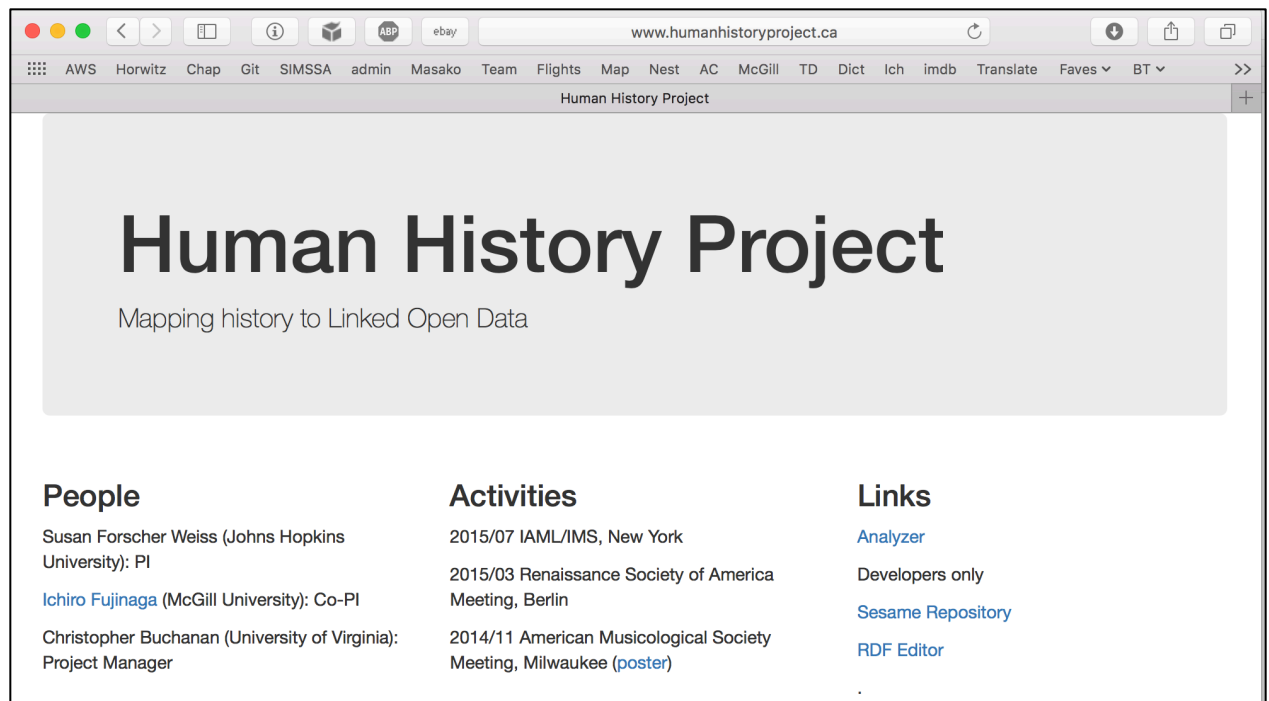 ABP
ebay
www.humanhistoryproject.ca
AWS Horwitz Chap Git SIMSSA admin Masako Team Flights Map Nest AC McGill TD Dict Ich imdb Translate Faves BT >>
Human History Project +
Human History Project
Mapping history to Linked Open Data
People
Susan Forscher Weiss (Johns Hopkins
University): PI
Ichiro Fujinaga (McGill University): Co-PI
Christopher Buchanan (University of Virginia):
Project Manager
Activities
2015/07 IAML/IMS, New York
2015/03 Renaissance Society of America
Meeting, Berlin
2014/11 American Musicological Society
Meeting, Milwaukee (poster)
Links
Analyzer
Developers only
Sesame Repository
RDF Editor
.